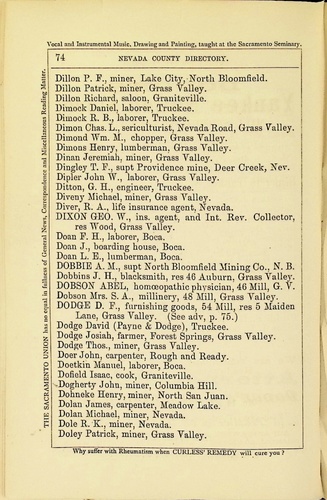 Vocal and Instrumental Music, Drawing and Painting, taught at the Sacramento Seminary.
74 NEVADA COUNTY DIRECTORY.
THE SACRAMENTO UNION has no equal in fullness of General News, Correspondence and Miscellaneous Reading Matter.
Dillon P. F., miner, Lake City, North Bloomfield.
Dillon Patrick, miner, Grass Valley.
Dillon Richard, saloon, Graniteville.
Dimock Daniel, laborer, Truckee.
Dimock R. B., laborer, Truckee.
Dimon Chas. L., sericulturist, Nevada Road, Grass Valley.
Dimond Wm. M., chopper, Grass Valley.
Dimons Henry, lumberman, Grass Valley.
Dinan Jeremiah, miner, Grass Valley.
Dingley T. F., supt Providence mine, Deer Creek, Nev.
Dipler John W., laborer, Grass Valley.
Ditton, G. H., engineer, Truckee.
Diveny Michael, miner, Grass Valley.
Diver, R. A., life insurance agent, Nevada.
DIXON GEO. W., ins. agent, and Int. Rev. Collector,
res Wood, Grass Valley.
Doan F. H., laborer, Boca.
Doan J., boarding house, Boca.
Doan L. E., lumberman, Boca.
DOBBIE A. M., supt North Bloomfield Mining Co., N. B.
Dobbins J. H., blacksmith, res 46 Auburn, Grass Valley.
DOBSON ABEL, homœopathic physician, 46 Mill, G. V.
Dobson Mrs. S. A., millinery, 48 Mill, Grass Valley.
DODGE D. F., furnishing goods, 54 Mill, res 5 Maiden
Lane, Grass Valley. (See adv, p. 75.)
Dodge David (Payne & Dodge), Truckee.
Dodge Josiah, farmer, Forest Springs, Grass Valley.
Dodge Thos., miner, Grass Valley.
Doer John, carpenter, Rough and Ready.
Doetkin Manuel, laborer, Boca.
Dofield Isaac, cook, Graniteville.
Dogherty John, miner, Columbia Hill.
Dohneke Henry, miner, North San Juan.
Dolan James, carpenter, Meadow Lake.
Dolan Michael, miner, Nevada.
Dole R. K., miner, Nevada.
Doley Patrick, miner, Grass Valley.
Why suffer with Rheumatism when CURLESS' REMEDY will cure you?